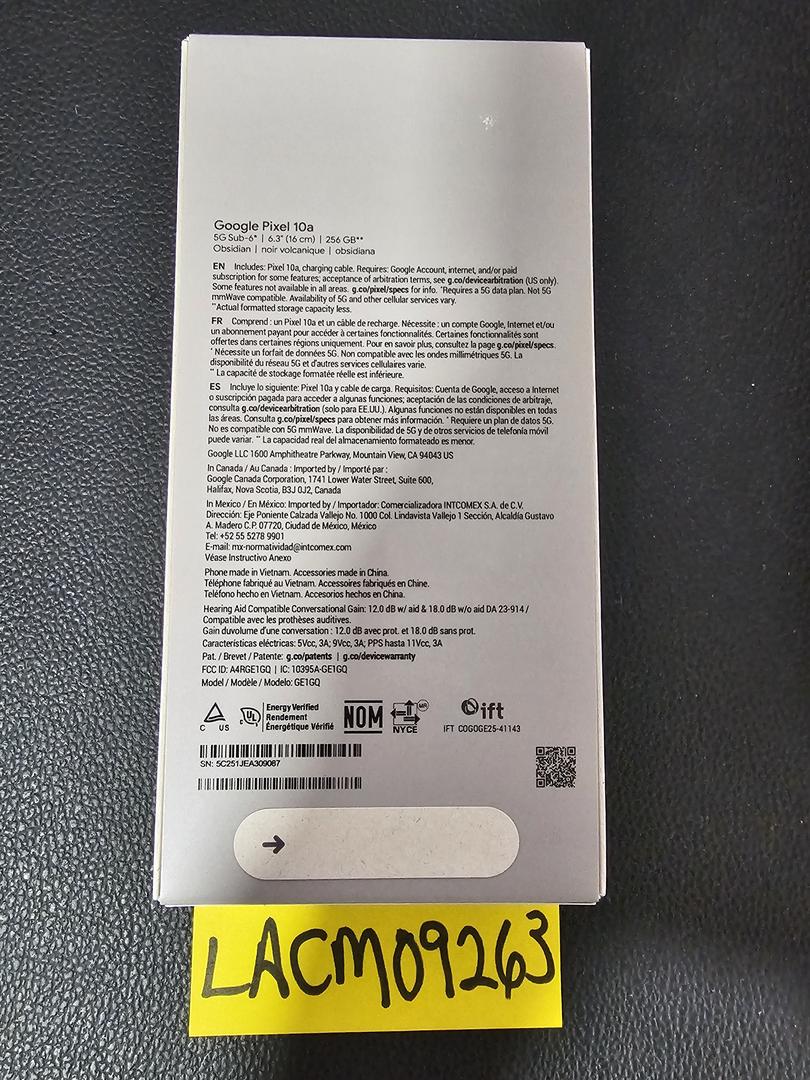 Google Pixel 10a
5G Sub-6* | 6.3" (16 cm) | 256 GB**
Obsidian | noir volcanique | obsidiana
EN Includes: Pixel 10a, charging cable. Requires: Google Account, internet, and/or paid
subscription for some features; acceptance of arbitration terms, see g.co/devicearbitration (US only).
Some features not available in all areas. g.co/pixel/specs for info. *Requires a 5G data plan. Not 5G
mmWave compatible. Availability of 5G and other cellular services vary.
**Actual formatted storage capacity less.
FR Comprend : un Pixel 10a et un câble de recharge. Nécessite : un compte Google, Internet et/ou
un abonnement payant pour accéder à certaines fonctionnalités. Certaines fonctionnalités sont
offertes dans certaines régions uniquement. Pour en savoir plus, consultez la page g.co/pixel/specs.
* Nécessite un forfait de données 5G. Non compatible avec les ondes millimétriques 5G. La
disponibilité du réseau 5G et d'autres services cellulaires varie.
** La capacité de stockage formatée réelle est inférieure.
ES Incluye lo siguiente: Pixel 10a y cable de carga. Requisitos: Cuenta de Google, acceso a Internet
o suscripción pagada para acceder a algunas funciones; aceptación de las condiciones de arbitraje,
consulta g.co/devicearbitration (solo para EE.UU.). Algunas funciones no están disponibles en todas
las áreas. Consulta g.co/pixel/specs para obtener más información. * Requiere un plan de datos 5G.
No es compatible con 5G mmWave. La disponibilidad de 5G y de otros servicios de telefonía móvil
puede variar. ** La capacidad real del almacenamiento formateado es menor.
Google LLC 1600 Amphitheatre Parkway, Mountain View, CA 94043 US
In Canada / Au Canada : Imported by / Importé par :
Google Canada Corporation, 1741 Lower Water Street, Suite 600,
Halifax, Nova Scotia, B3J 0J2, Canada
In Mexico / En México: Imported by / Importador: Comercializadora INTCOMEX S.A. de C.V.
Dirección: Eje Poniente Calzada Vallejo No. 1000 Col. Lindavista Vallejo 1 Sección, Alcaldía Gustavo
A. Madero C.P. 07720, Ciudad de México, México
Tel: +52 55 5278 9901
E-mail: mx-normatividad@intcomex.com
Véase Instructivo Anexo
Phone made in Vietnam. Accessories made in China.
Téléphone fabriqué au Vietnam. Accessoires fabriqués en Chine.
Teléfono hecho en Vietnam. Accesorios hechos en China.
Hearing Aid Compatible Conversational Gain: 12.0 dB w/ aid & 18.0 dB w/o aid DA 23-914 /
Compatible avec les prothèses auditives.
Gain duvolume d'une conversation : 12.0 dB avec prot. et 18.0 dB sans prot.
Características eléctricas: 5Vcc, 3A; 9Vcc, 3A; PPS hasta 11Vcc, 3A
Pat. / Brevet / Patente: g.co/patents | g.co/devicewarranty
FCC ID: A4RGE1GQ | IC: 10395A-GE1GQ
Model / Modèle / Modelo: GE1GQ
C US
c UL us
Energy Verified
Rendement
Énergétique Vérifié
NOM
MR
NYCE
ift
IFT COGOGE25-41143
SN: 5C251JEA309087
LACM09263